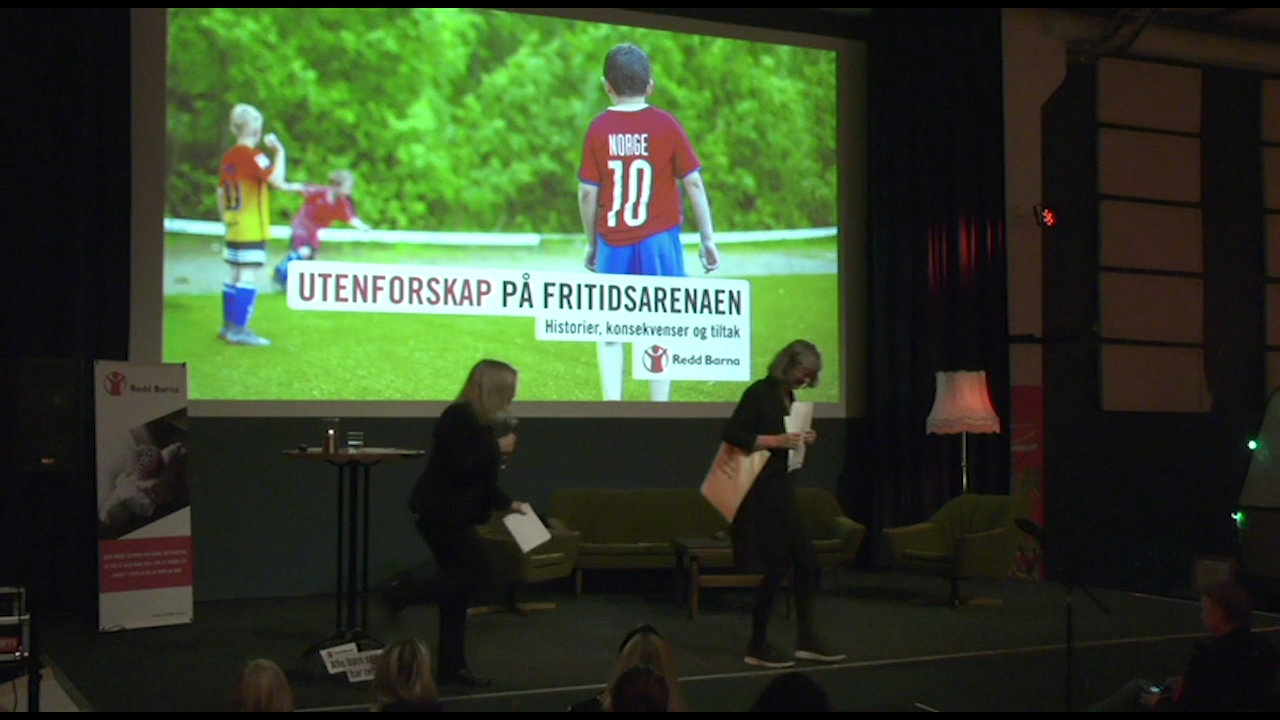 NORGE
10
UTENFORSKAP PÅ FRITIDSARENAEN
Historier, konsekvenser og tiltak
Redd Barna
Redd Barna